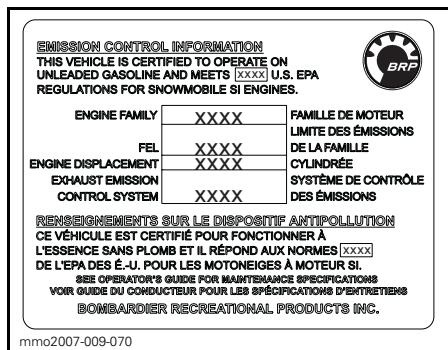 EMISSION CONTROL INFORMATION
THIS VEHICLE IS CERTIFIED TO OPERATE ON
UNLEADED GASOLINE AND MEETS XXXX U.S. EPA
REGULATIONS FOR SNOWMOBILE SI ENGINES.
BRP
ENGINE FAMILY XXXX FAMILLE DE MOTEUR
LIMITE DES ÉMISSIONS
FEL XXXX DE LA FAMILLE
ENGINE DISPLACEMENT XXXX CYLINDRÉE
EXHAUST EMISSION SYSTÈME DE CONTRÔLE
CONTROL SYSTEM XXXX DES ÉMISSIONS
RENSEIGNEMENTS SUR LE DISPOSITIF ANTIPOLLUTION
CE VÉHICULE EST CERTIFIÉ POUR FONCTIONNER À
L'ESSENCE SANS PLOMB ET IL RÉPOND AUX NORMES XXXX
DE L'EPA DES É.-U. POUR LES MOTONEIGES À MOTEUR SI.
SEE OPERATOR'S GUIDE FOR MAINTENANCE SPECIFICATIONS
VOIR GUIDE DU CONDUCTEUR POUR LES SPÉCIFICATIONS D'ENTRETIENS
BOMBARDIER RECREATIONAL PRODUCTS INC.
mmo2007-009-070